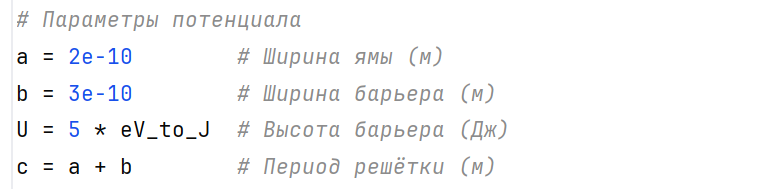 # Параметры потенциала
a = 2e-10        # Ширина ямы (м)
b = 3e-10        # Ширина барьера (м)
U = 5 * eV_to_J  # Высота барьера (Дж)
c = a + b        # Период решётки (м)